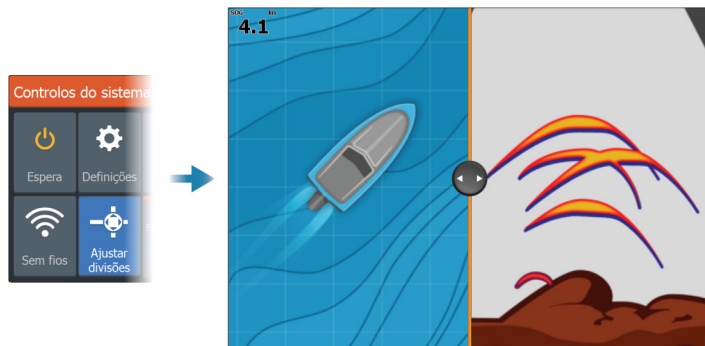 Controlos do sistema
Espera
Definições
Sem fios
Ajustar
divisões
SOG kn
4.1